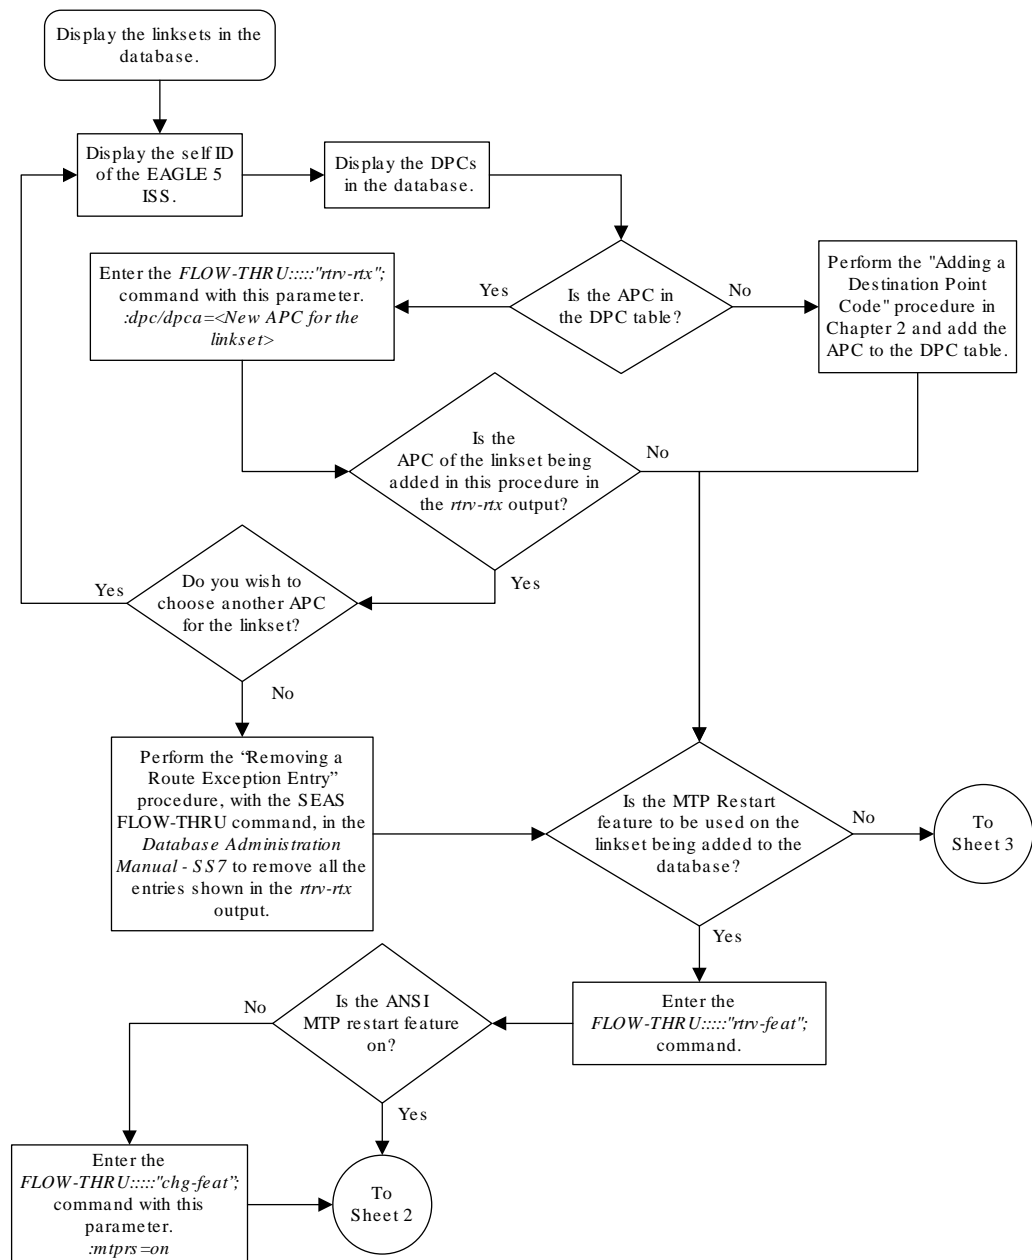 Display the linksets in the
database.
Display the self ID
of the EAGLE 5
ISS.
Display the DPCs
in the database.
Is the APC in
the DPC table?
Yes
No
Enter the FLOW-THRU:::::"rtrv-rtx";
command with this parameter.
:dpc/dpca=<New APC for the
linkset>
Perform the "Adding a
Destination Point
Code" procedure in
Chapter 2 and add the
APC to the DPC table.
Is the
APC of the linkset being
added in this procedure in
the rtrv-rtx output?
No
Yes
Do you wish to
choose another APC
for the linkset?
Yes
No
Perform the “Removing a
Route Exception Entry”
procedure, with the SEAS
FLOW-THRU command, in the
Database Administration
Manual - SS7 to remove all the
entries shown in the rtrv-rtx
output.
Is the MTP Restart
feature to be used on the
linkset being added to the
database?
No
To
Sheet 3
Yes
Enter the
FLOW-THRU:::::"rtrv-feat";
command.
Is the ANSI
MTP restart feature
on?
No
Yes
Enter the
FLOW-THRU:::::"chg-feat”;
command with this
parameter.
:mtprs=on
To
Sheet 2